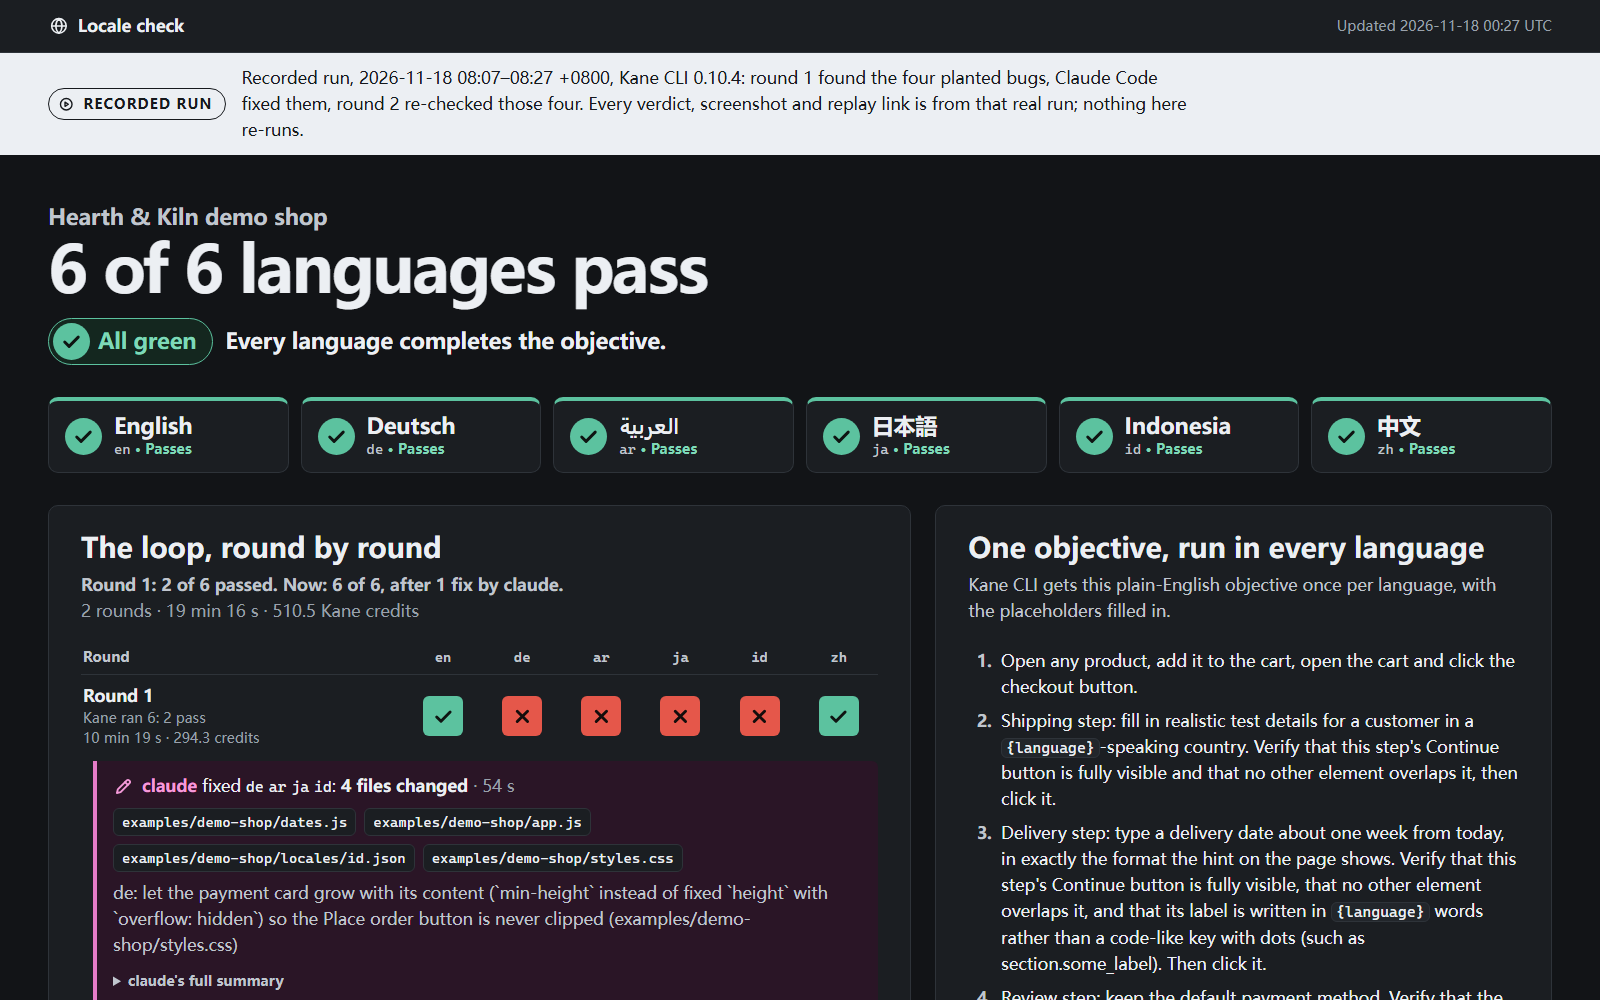 Locale check
Updated 2026-11-18 00:27 UTC
RECORDED RUN
Recorded run, 2026-11-18 08:07–08:27 +0800, Kane CLI 0.10.4: round 1 found the four planted bugs, Claude Code
fixed them, round 2 re-checked those four. Every verdict, screenshot and replay link is from that real run; nothing here
re-runs.
Hearth & Kiln demo shop
6 of 6 languages pass
All green
Every language completes the objective.
English
en • Passes
Deutsch
de • Passes
العربية
ar • Passes
日本語
ja • Passes
Indonesia
id • Passes
中文
zh • Passes
The loop, round by round
Round 1: 2 of 6 passed. Now: 6 of 6, after 1 fix by claude.
2 rounds · 19 min 16 s · 510.5 Kane credits
Round en de ar ja id zh
Round 1
Kane ran 6: 2 pass
10 min 19 s · 294.3 credits
claude fixed de ar ja id: 4 files changed · 54 s
examples/demo-shop/dates.js examples/demo-shop/app.js
examples/demo-shop/locales/id.json examples/demo-shop/styles.css
de: let the payment card grow with its content (`min-height` instead of fixed `height` with
`overflow: hidden`) so the Place order button is never clipped (examples/demo-
shop/styles.css)
claude's full summary
One objective, run in every language
Kane CLI gets this plain-English objective once per language, with
the placeholders filled in.
1. Open any product, add it to the cart, open the cart and click the
checkout button.
2. Shipping step: fill in realistic test details for a customer in a
{language}-speaking country. Verify that this step's Continue
button is fully visible and that no other element overlaps it, then
click it.
3. Delivery step: type a delivery date about one week from today,
in exactly the format the hint on the page shows. Verify that this
step's Continue button is fully visible, that no other element
overlaps it, and that its label is written in {language} words
rather than a code-like key with dots (such as
section.some_label). Then click it.
4. Review step: keep the default payment method. Verify that the